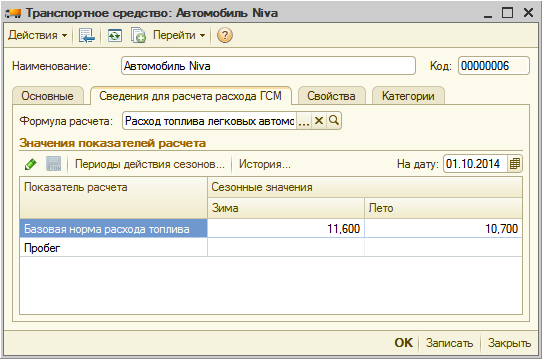 Транспортное средство: Автомобиль Niva
Действия Перейти ?
Наименование: Автомобиль Niva Код: 00000006
Основные Сведения для расчета расхода ГСМ Свойства Категории
Формула расчета: Расход топлива легковых автомо ...
Значения показателей расчета
Периоды действия сезонов... История... На дату: 01.10.2014
Показатель расчета Сезонные значения
Зима Лето
Базовая норма расхода топлива 11,600 10,700
Пробег
OK Записать Закрыть